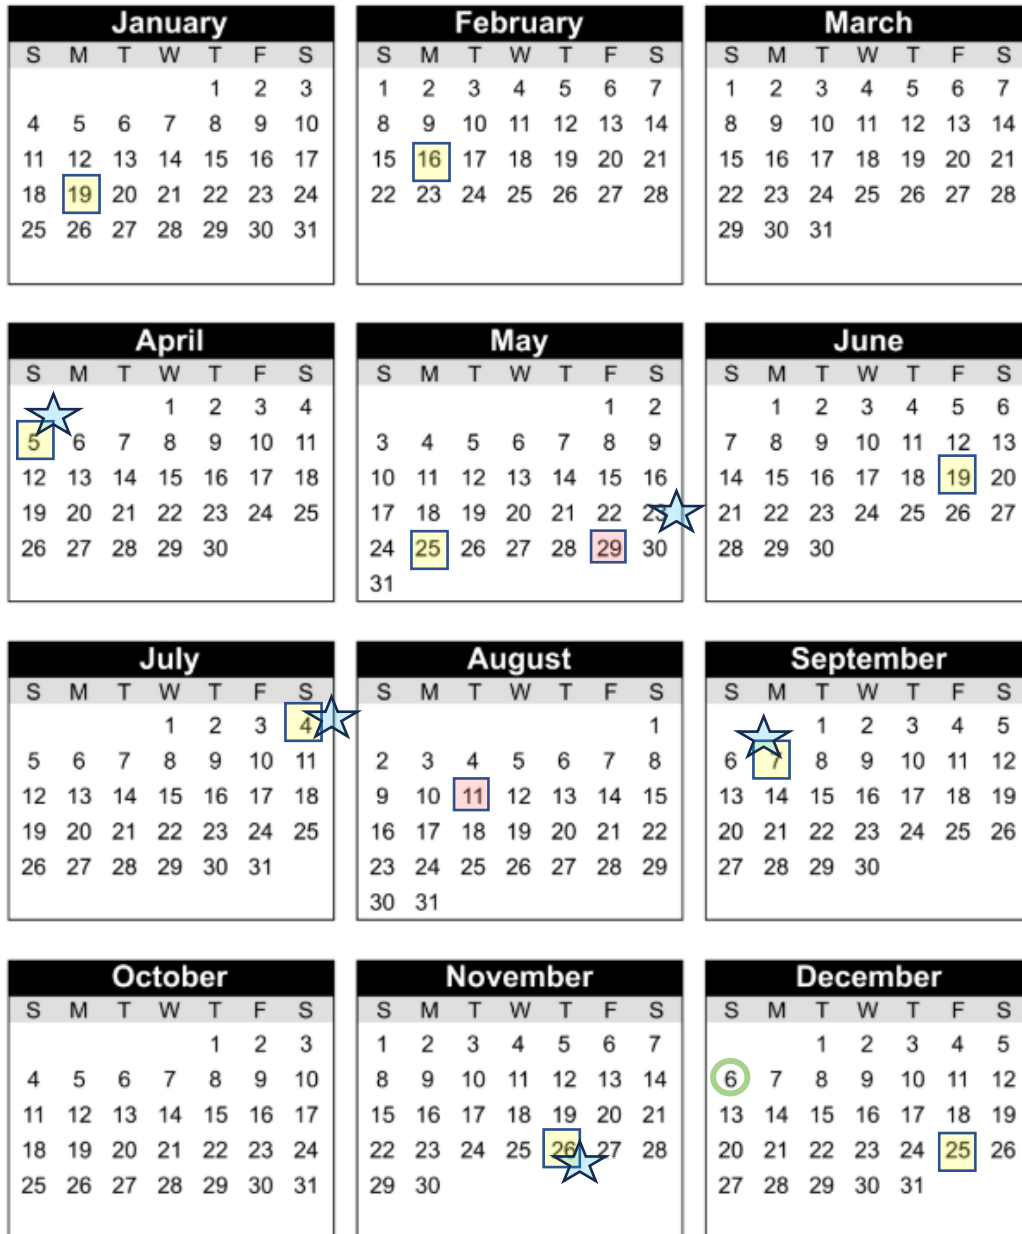 January
S M T W T F S
1 2 3
4 5 6 7 8 9 10
11 12 13 14 15 16 17
18 19 20 21 22 23 24
25 26 27 28 29 30 31
February
S M T W T F S
1 2 3 4 5 6 7
8 9 10 11 12 13 14
15 16 17 18 19 20 21
22 23 24 25 26 27 28
March
S M T W T F S
1 2 3 4 5 6 7
8 9 10 11 12 13 14
15 16 17 18 19 20 21
22 23 24 25 26 27 28
29 30 31
April
S M T W T F S
1 2 3 4
5 6 7 8 9 10 11
12 13 14 15 16 17 18
19 20 21 22 23 24 25
26 27 28 29 30
May
S M T W T F S
1 2
3 4 5 6 7 8 9
10 11 12 13 14 15 16
17 18 19 20 21 22 23
24 25 26 27 28 29 30
31
June
S M T W T F S
1 2 3 4 5 6
7 8 9 10 11 12 13
14 15 16 17 18 19 20
21 22 23 24 25 26 27
28 29 30
July
S M T W T F S
1 2 3 4
5 6 7 8 9 10 11
12 13 14 15 16 17 18
19 20 21 22 23 24 25
26 27 28 29 30 31
August
S M T W T F S
1
2 3 4 5 6 7 8
9 10 11 12 13 14 15
16 17 18 19 20 21 22
23 24 25 26 27 28 29
30 31
September
S M T W T F S
1 2 3 4 5
6 7 8 9 10 11 12
13 14 15 16 17 18 19
20 21 22 23 24 25 26
27 28 29 30
October
S M T W T F S
1 2 3
4 5 6 7 8 9 10
11 12 13 14 15 16 17
18 19 20 21 22 23 24
25 26 27 28 29 30 31
November
S M T W T F S
1 2 3 4 5 6 7
8 9 10 11 12 13 14
15 16 17 18 19 20 21
22 23 24 25 26 27 28
29 30
December
S M T W T F S
1 2 3 4 5
6 7 8 9 10 11 12
13 14 15 16 17 18 19
20 21 22 23 24 25 26
27 28 29 30 31